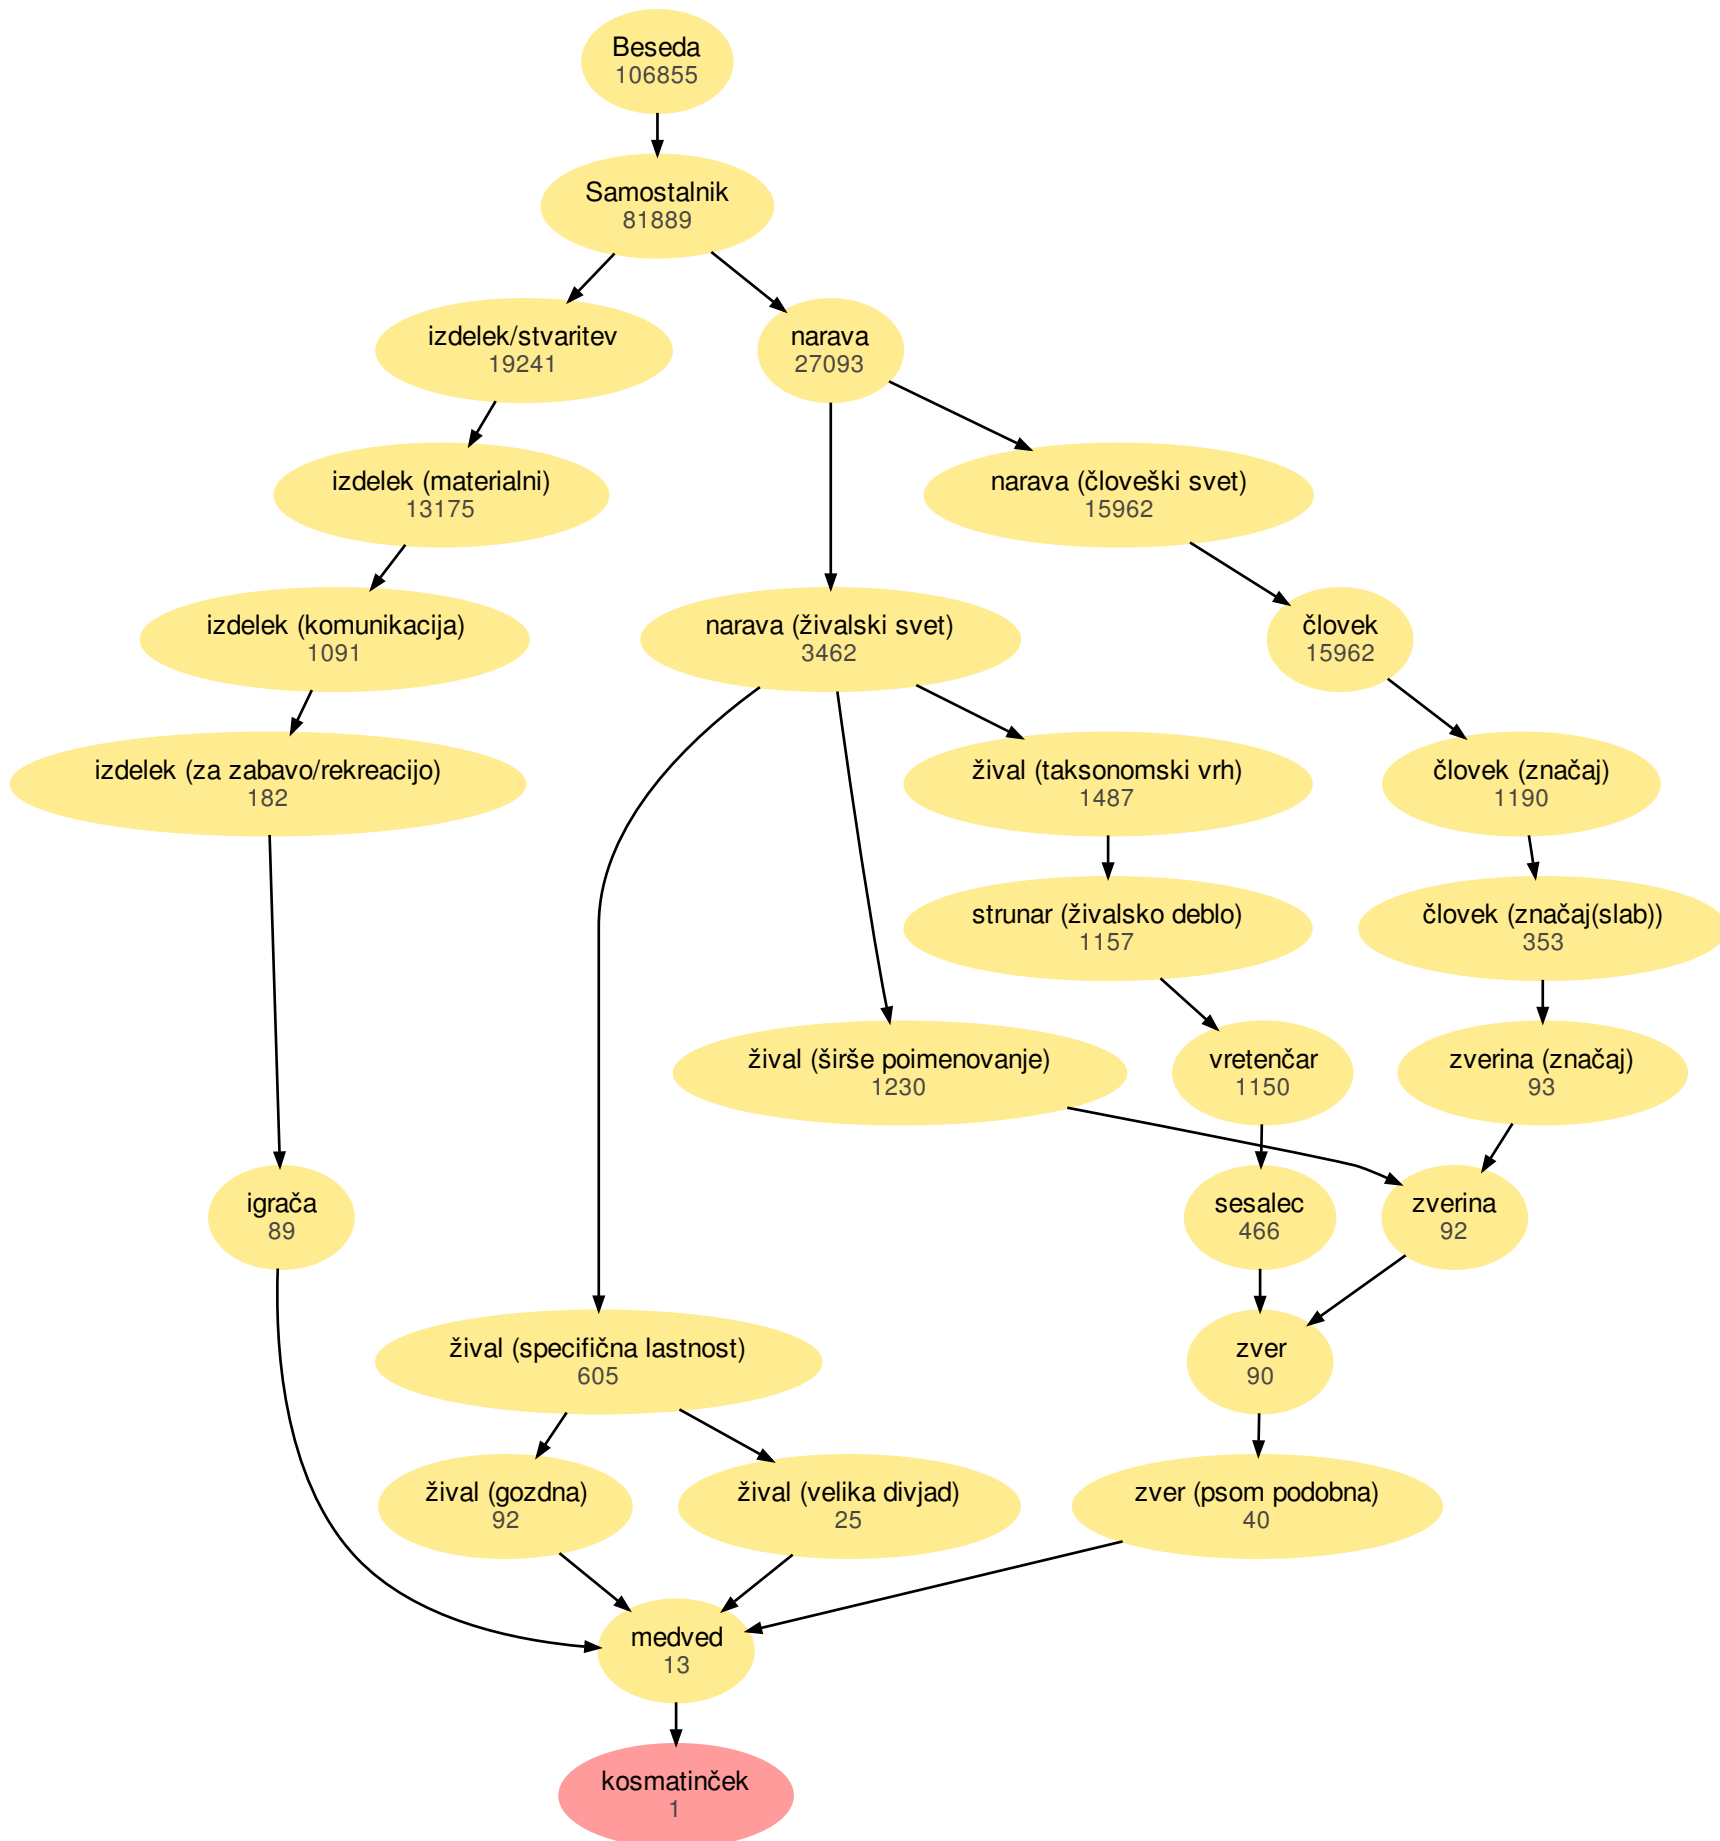 Beseda
106855
Samostalnik
81889
izdelek/stvaritev
19241
narava
27093
izdelek (materialni)
13175
narava (človeški svet)
15962
izdelek (komunikacija)
1091
narava (živalski svet)
3462
človek
15962
izdelek (za zabavo/rekreacijo)
182
žival (taksonomski vrh)
1487
človek (značaj)
1190
strunar (živalsko deblo)
1157
človek (značaj(slab))
353
žival (širše poimenovanje)
1230
vretenčar
1150
zverina (značaj)
93
igrača
89
sesalec
466
zverina
92
žival (specifična lastnost)
605
zver
90
žival (gozdna)
92
žival (velika divjad)
25
zver (psom podobna)
40
medved
13
kosmatinček
1